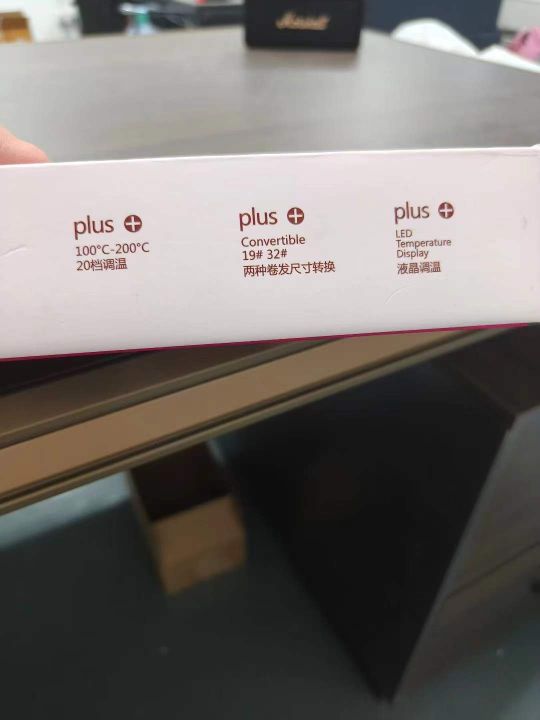 Marshall
plus
100°C-200°C
20档调温
plus
Convertible
19# 32#
两种卷发尺寸转换
plus
LED
Temperature
Display
液晶调温